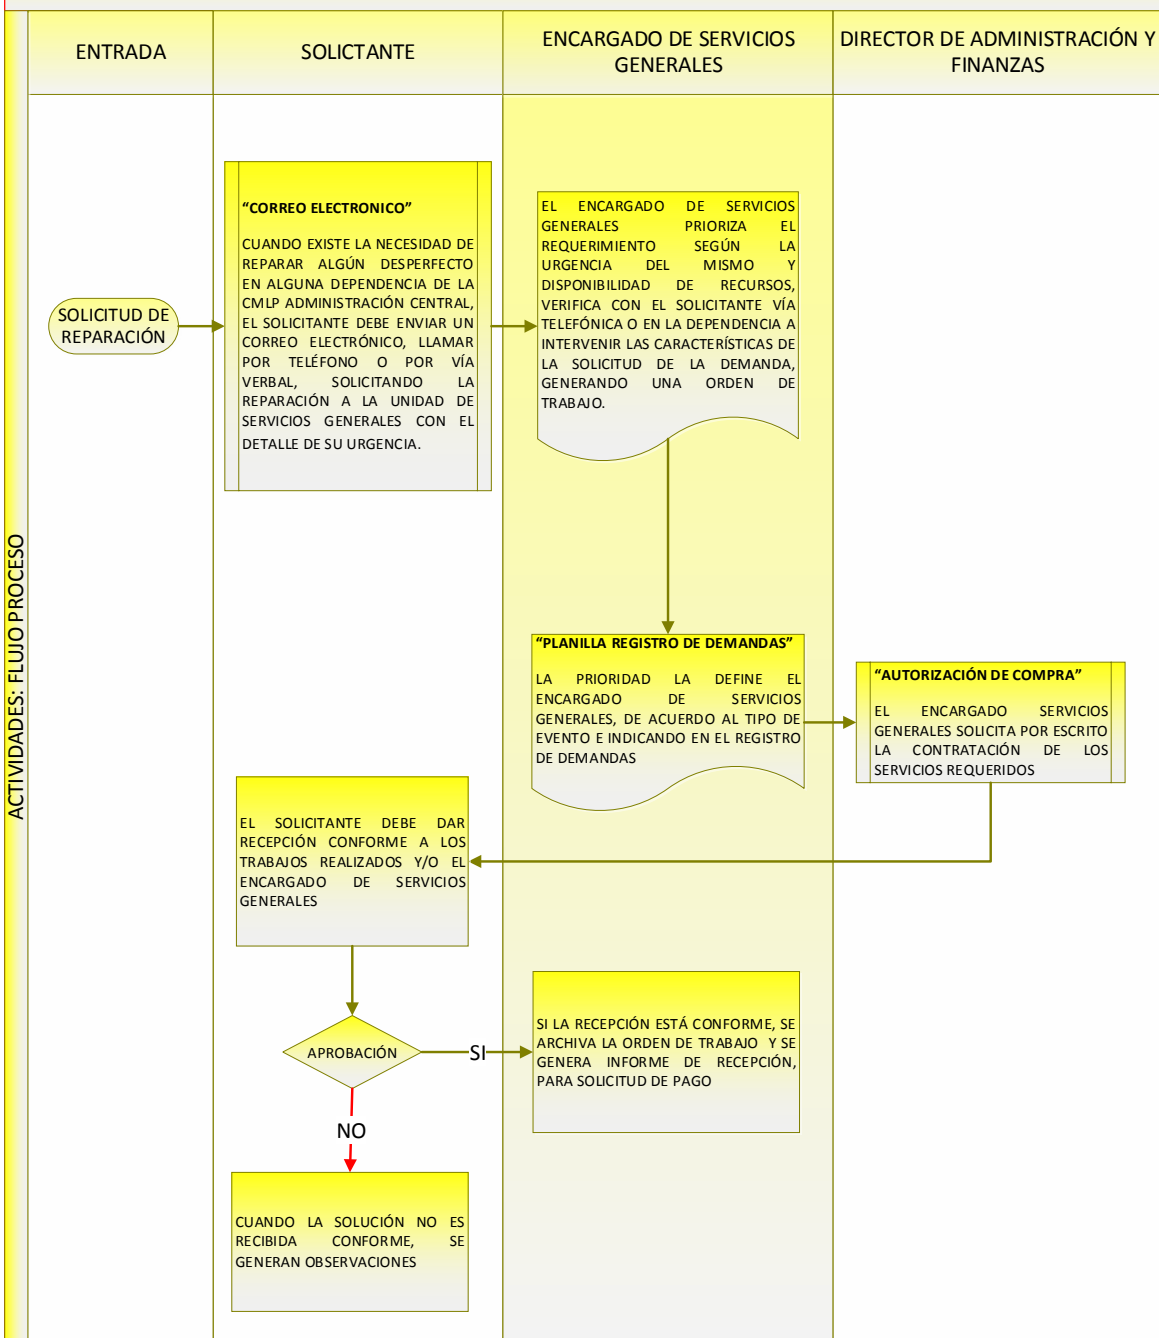 ENTRADA
SOLICTANTE
ENCARGADO DE SERVICIOS
GENERALES
DIRECTOR DE ADMINISTRACIÓN Y
FINANZAS
ACTIVIDADES: FLUJO PROCESO
SOLICITUD DE
REPARACIÓN
“CORREO ELECTRONICO”
CUANDO EXISTE LA NECESIDAD DE
REPARAR ALGÚN DESPERFECTO
EN ALGUNA DEPENDENCIA DE LA
CMLP ADMINISTRACIÓN CENTRAL,
EL SOLICITANTE DEBE ENVIAR UN
CORREO ELECTRÓNICO, LLAMAR
POR TELÉFONO O POR VÍA
VERBAL, SOLICITANDO LA
REPARACIÓN A LA UNIDAD DE
SERVICIOS GENERALES CON EL
DETALLE DE SU URGENCIA.
EL ENCARGADO DE SERVICIOS
GENERALES PRIORIZA EL
REQUERIMIENTO SEGÚN LA
URGENCIA DEL MISMO Y
DISPONIBILIDAD DE RECURSOS,
VERIFICA CON EL SOLICITANTE VÍA
TELEFÓNICA O EN LA DEPENDENCIA A
INTERVENIR LAS CARACTERÍSTICAS DE
LA SOLICITUD DE LA DEMANDA,
GENERANDO UNA ORDEN DE
TRABAJO.
“PLANILLA REGISTRO DE DEMANDAS”
LA PRIORIDAD LA DEFINE EL
ENCARGADO DE SERVICIOS
GENERALES, DE ACUERDO AL TIPO DE
EVENTO E INDICANDO EN EL REGISTRO
DE DEMANDAS
“AUTORIZACIÓN DE COMPRA”
EL ENCARGADO SERVICIOS
GENERALES SOLICITA POR ESCRITO
LA CONTRATACIÓN DE LOS
SERVICIOS REQUERIDOS
EL SOLICITANTE DEBE DAR
RECEPCIÓN CONFORME A LOS
TRABAJOS REALIZADOS Y/O EL
ENCARGADO DE SERVICIOS
GENERALES
APROBACIÓN
SI
SI LA RECEPCIÓN ESTÁ CONFORME, SE
ARCHIVA LA ORDEN DE TRABAJO Y SE
GENERA INFORME DE RECEPCIÓN,
PARA SOLICITUD DE PAGO
NO
CUANDO LA SOLUCIÓN NO ES
RECIBIDA CONFORME, SE
GENERAN OBSERVACIONES